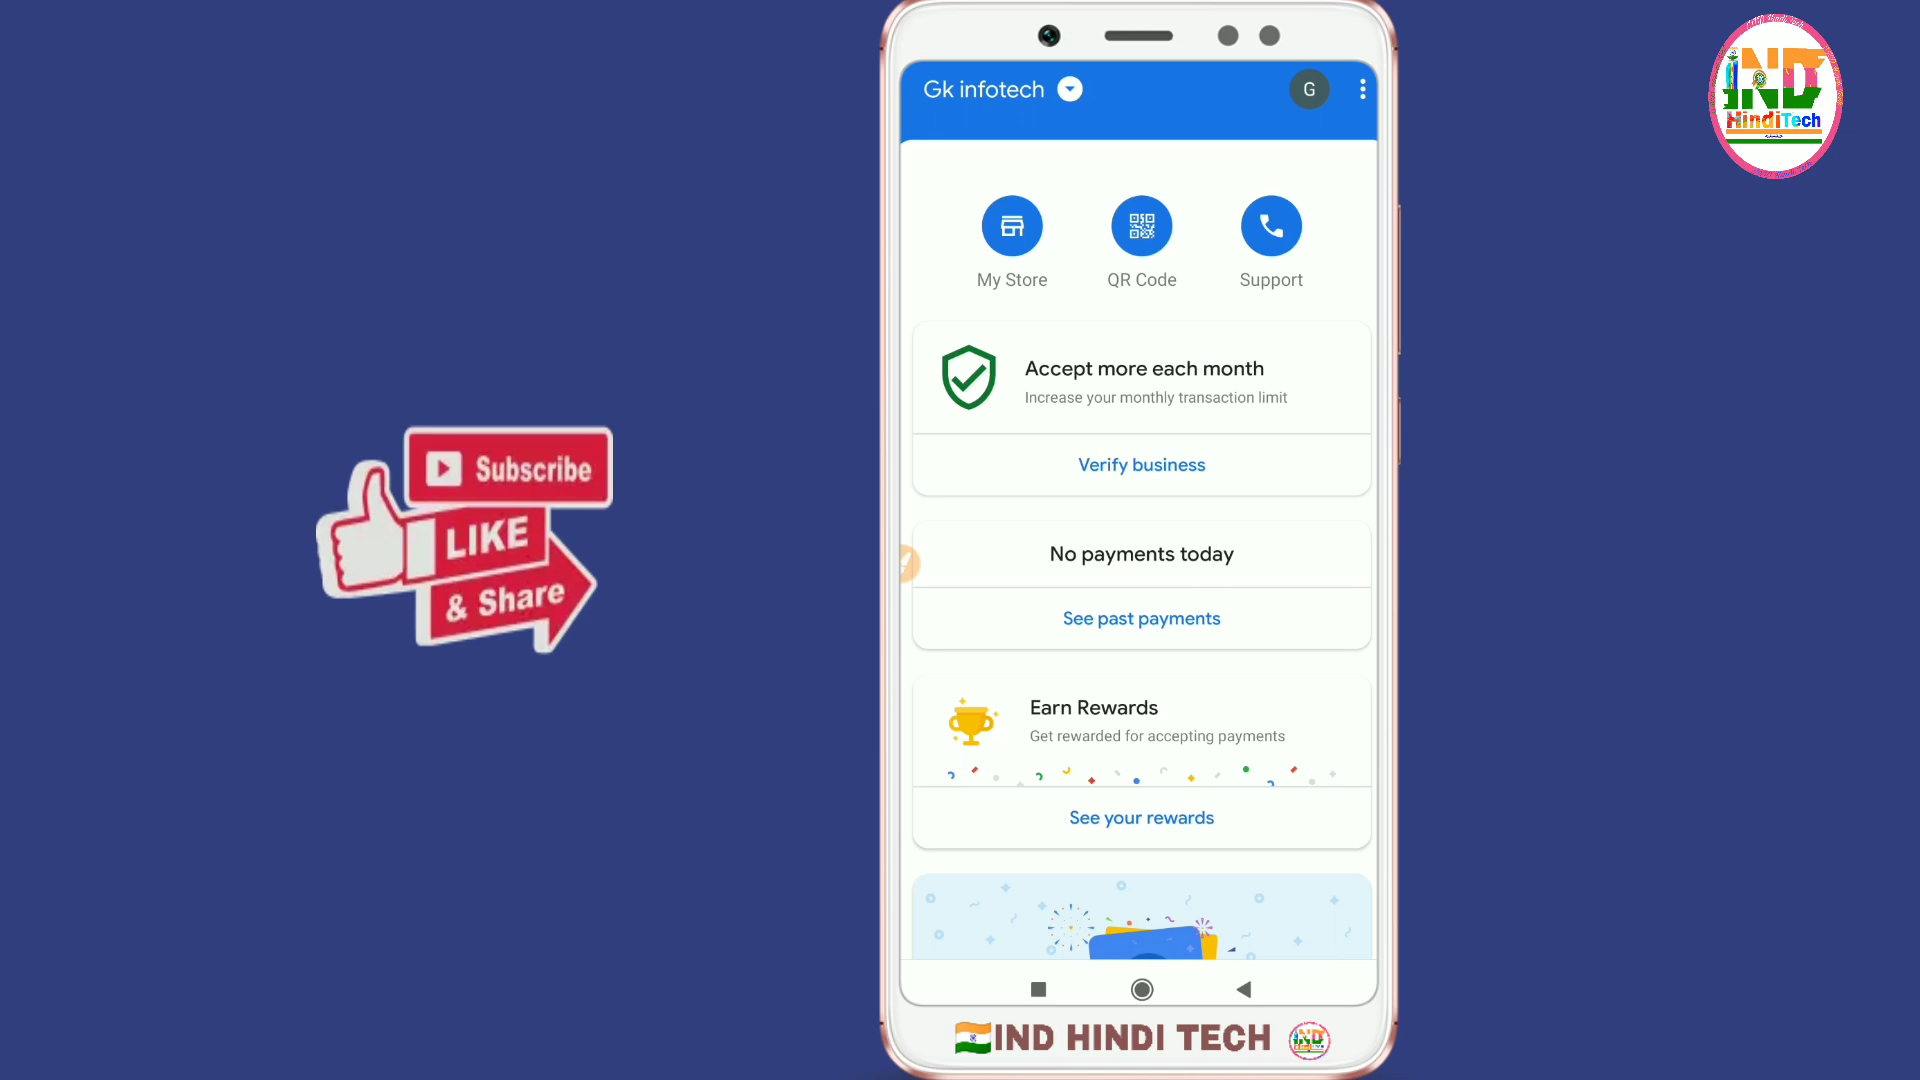 Gk infotech
G
My Store
QR Code
Support
Accept more each month
Increase your monthly transaction limit
Verify business
No payments today
See past payments
Earn Rewards
Get rewarded for accepting payments
See your rewards
Subscribe
LIKE
& Share
IND
HindiTech
IND HINDI TECH
IND